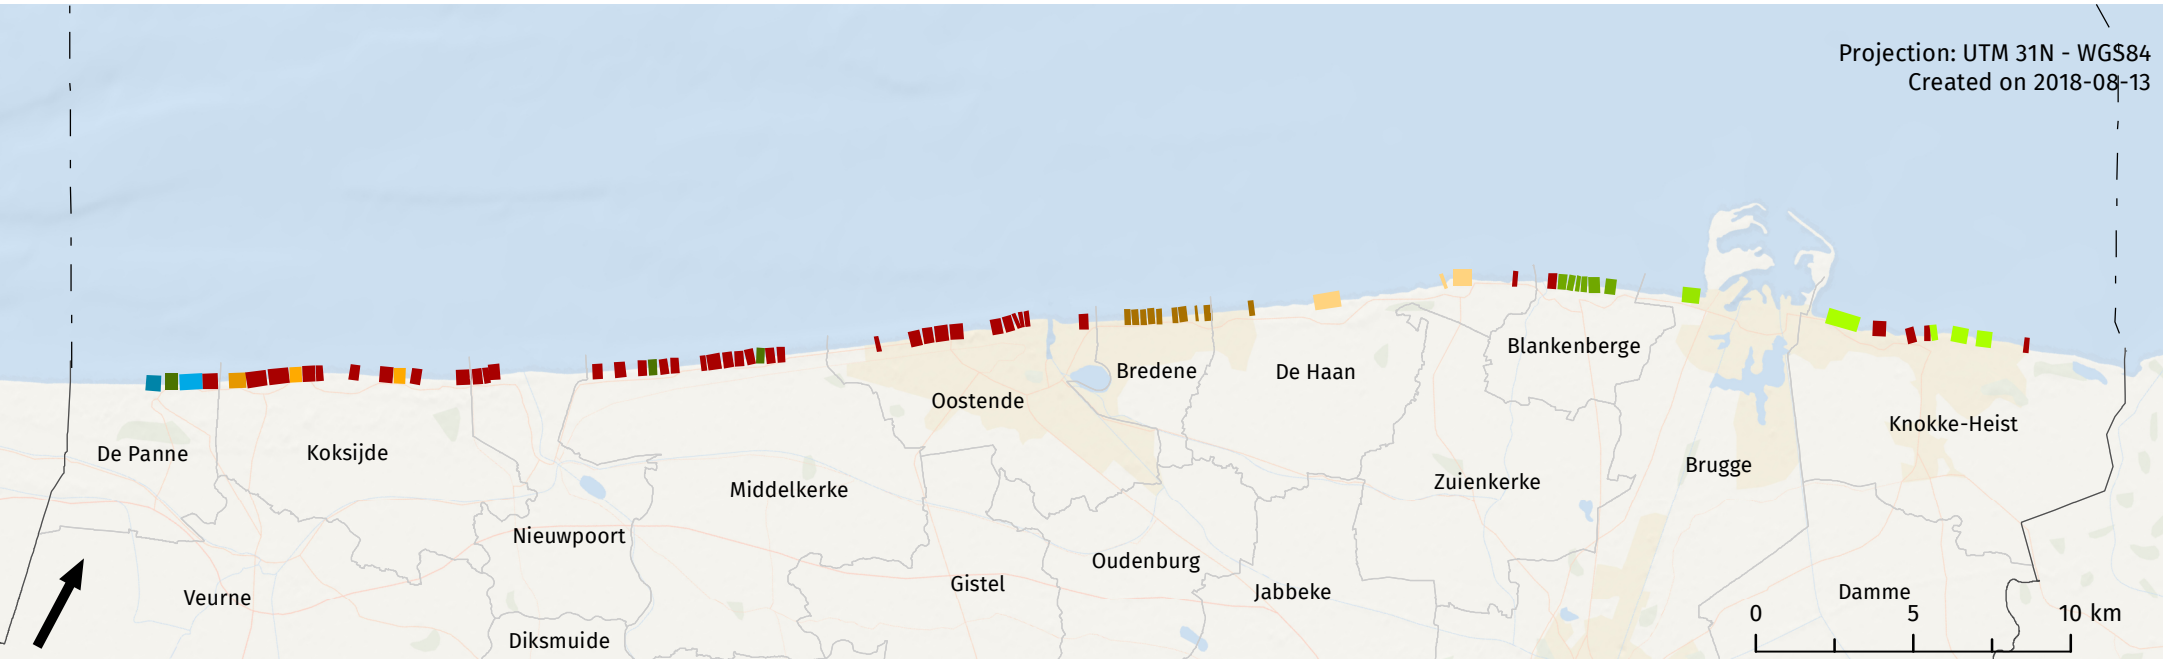 Projection: UTM 31N - WGS84
Created on 2018-08-13
Blankenberge
Bredene
De Haan
Oostende
Knokke-Heist
De Panne
Koksijde
Brugge
Zuienkerke
Middelkerke
Nieuwpoort
Oudenburg
Gistel
Jabbeke
Damme
Veurne
0 5 10 km
Diksmuide